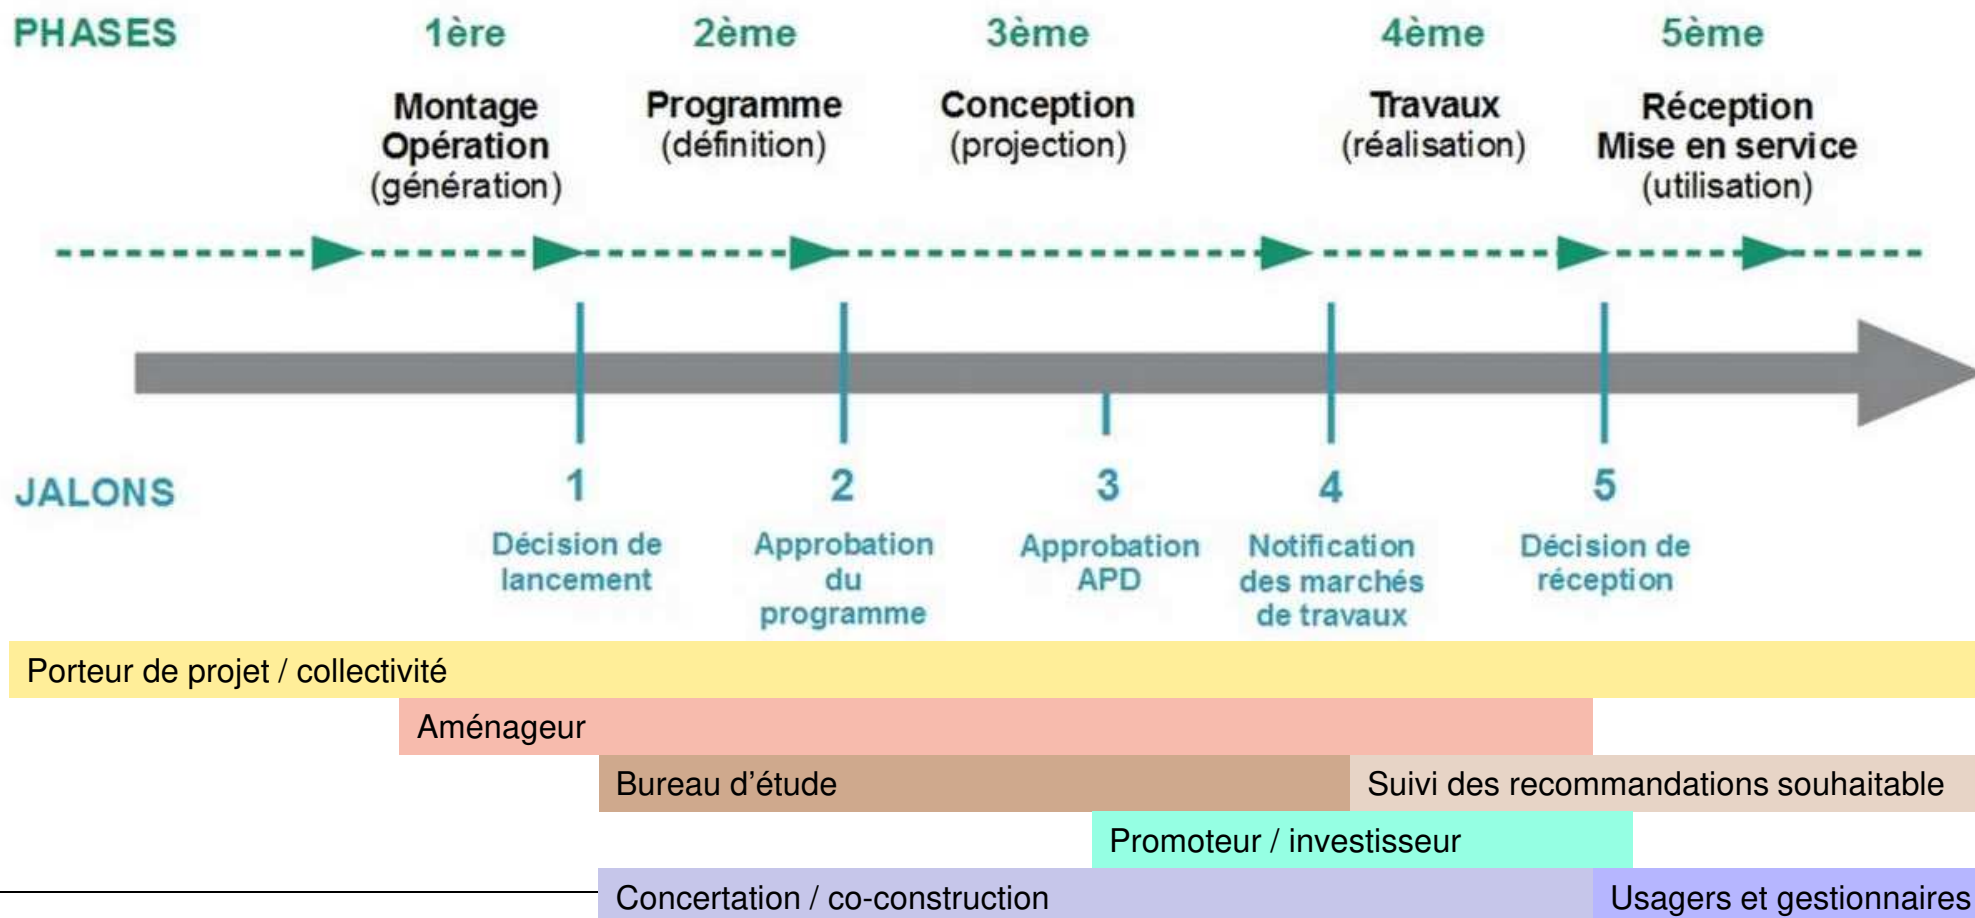 PHASES 1ère 2ème 3ème 4ème 5ème
Montage Programme Conception Travaux Réception
Opération (définition) (projection) (réalisation) Mise en service
(génération) (utilisation)
JALONS 1 2 3 4 5
Décision de Approbation Approbation Notification Décision de
lancement du APD des marchés réception
programme de travaux
Porteur de projet / collectivité
Aménageur
Bureau d'étude Suivi des recommandations souhaitable
Promoteur / investisseur
Concertation / co-construction Usagers et gestionnaires